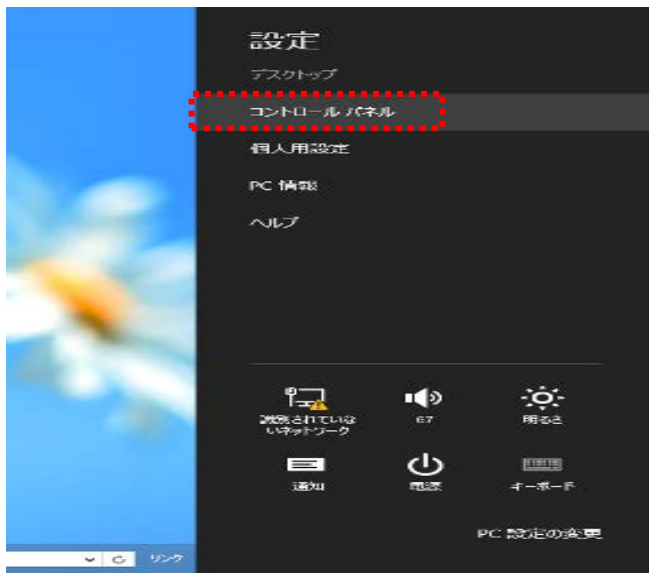 設定
デスクトップ
コントロール パネル
個人用設定
PC 情報
ヘルプ
識別されていな
いネットワーク
67
明るさ
通知
電源
キーボード
PC 設定の変更
リンク